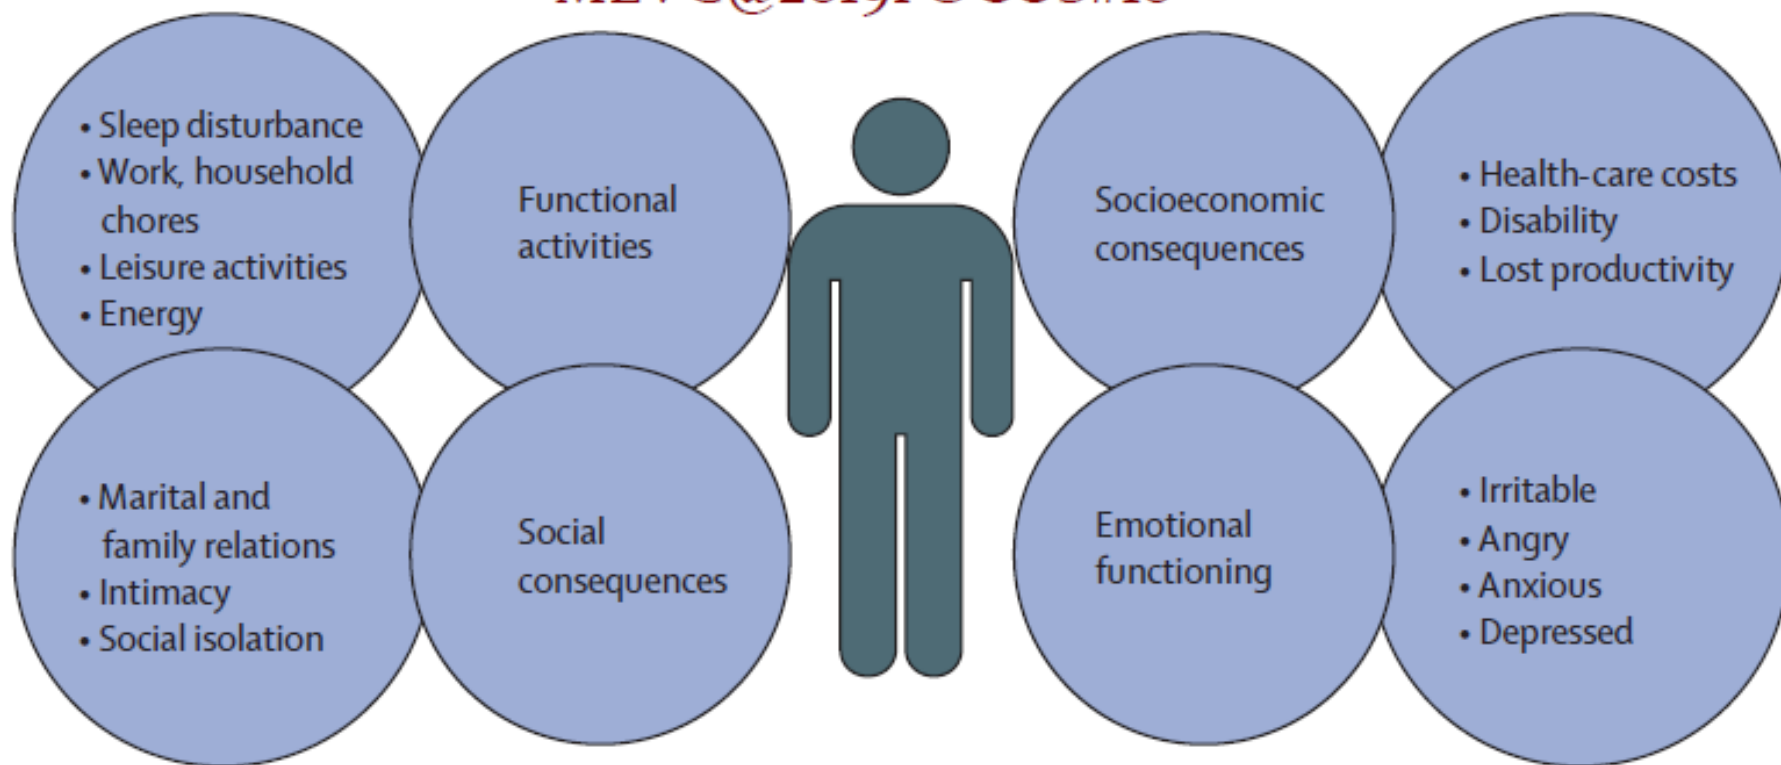 • Sleep disturbance
• Work, household
chores
• Leisure activities
• Energy
Functional
activities
Socioeconomic
consequences
• Health-care costs
• Disability
• Lost productivity
• Marital and
family relations
• Intimacy
• Social isolation
Social
consequences
Emotional
functioning
• Irritable
• Angry
• Anxious
• Depressed